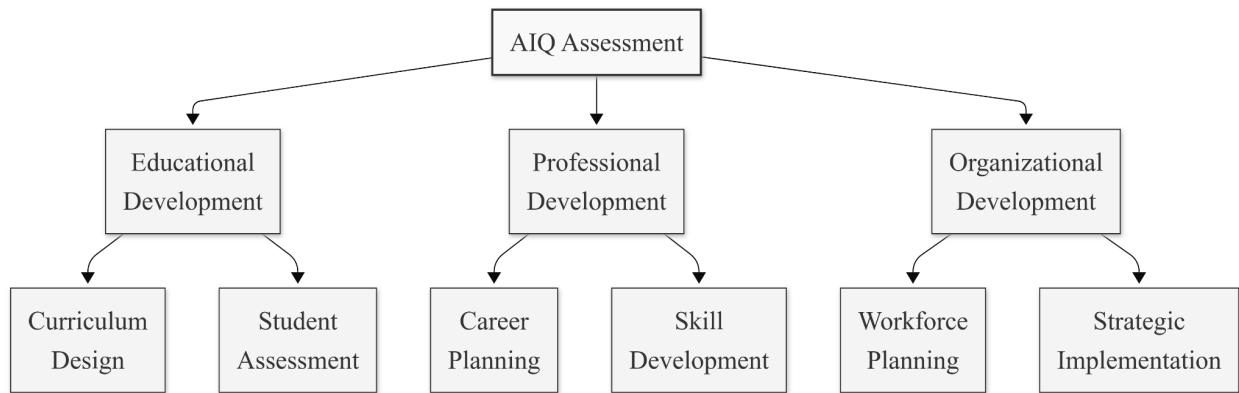 AIQ Assessment
Educational
Development
Professional
Development
Organizational
Development
Curriculum
Design
Student
Assessment
Career
Planning
Skill
Development
Workforce
Planning
Strategic
Implementation